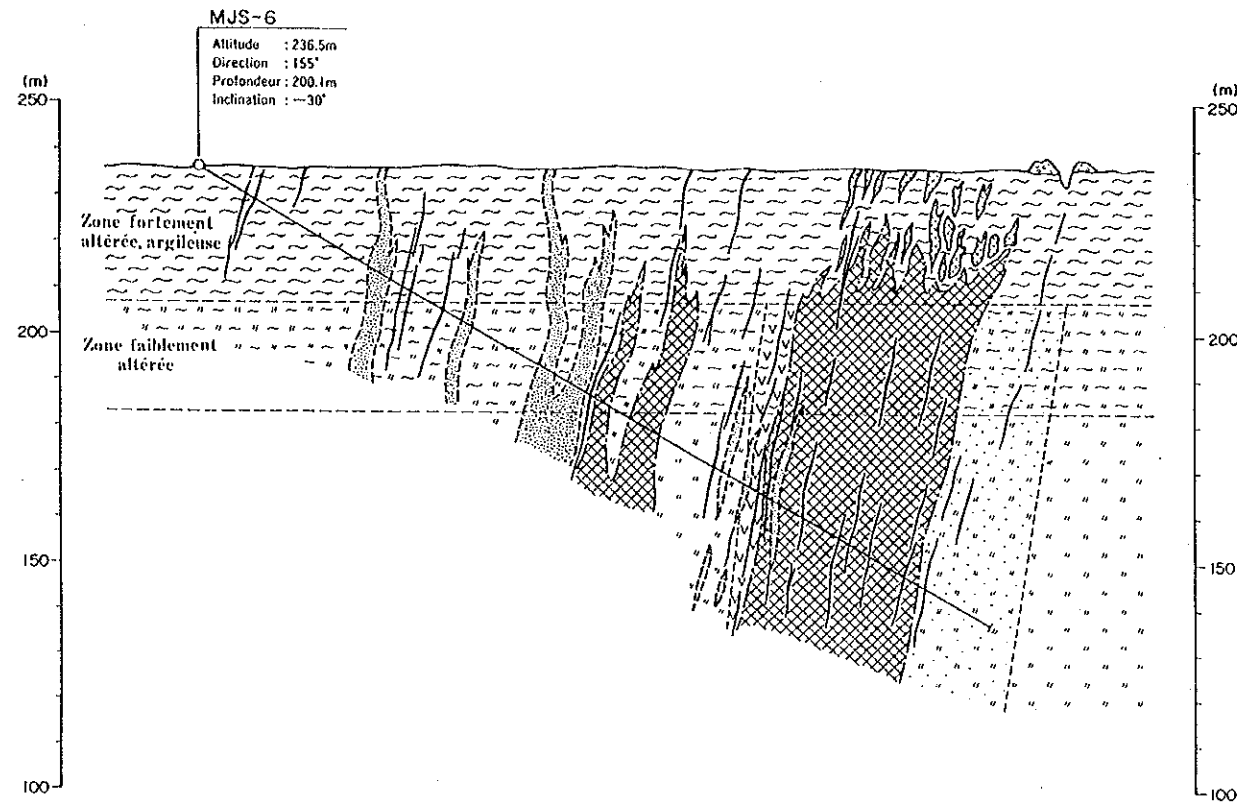 MJS-6
Altitude : 236.5m
Direction : 155°
Profondeur : 200.1m
Inclination : -30°
(m)
(m)
250
250
Zone fortement
altérée, argileuse
200
200
Zone faiblement
altérée
150
150
100
100